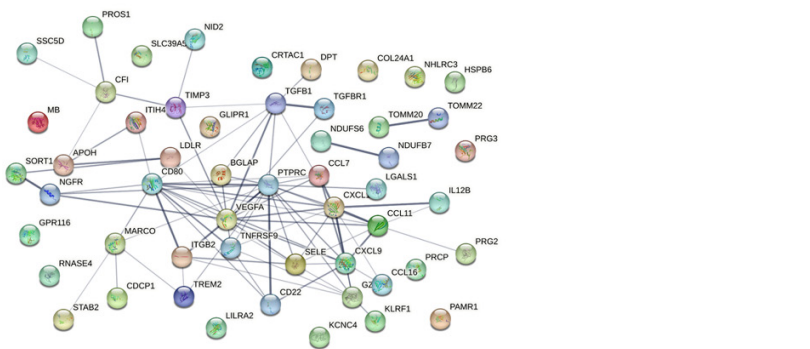 PROS1
NID2
SSC5D
SLC39A5
CRTAC1
DPT
COL24A1
NHLRC3
HSPB6
CFI
TIMP3
TGFB1
TGFBR1
TOMM22
MB
ITIH4
GLIPR1
TOMM20
NDUFS6
PRG3
NDUFB7
SORT1
APOH
LDLR
BGLAP
PTPRC
CCL7
CD80
LGALS1
NGFR
CXCL
IL12B
VEGFA
CCL11
GPR116
MARCO
TNFRSF9
ITGB2
SELE
CXCL9
PRCP
PRG2
RNASE4
CCL16
CDCP1
TREM2
CD22
GZ
STAB2
LILRA2
KLRF1
PAMR1
KCNC4